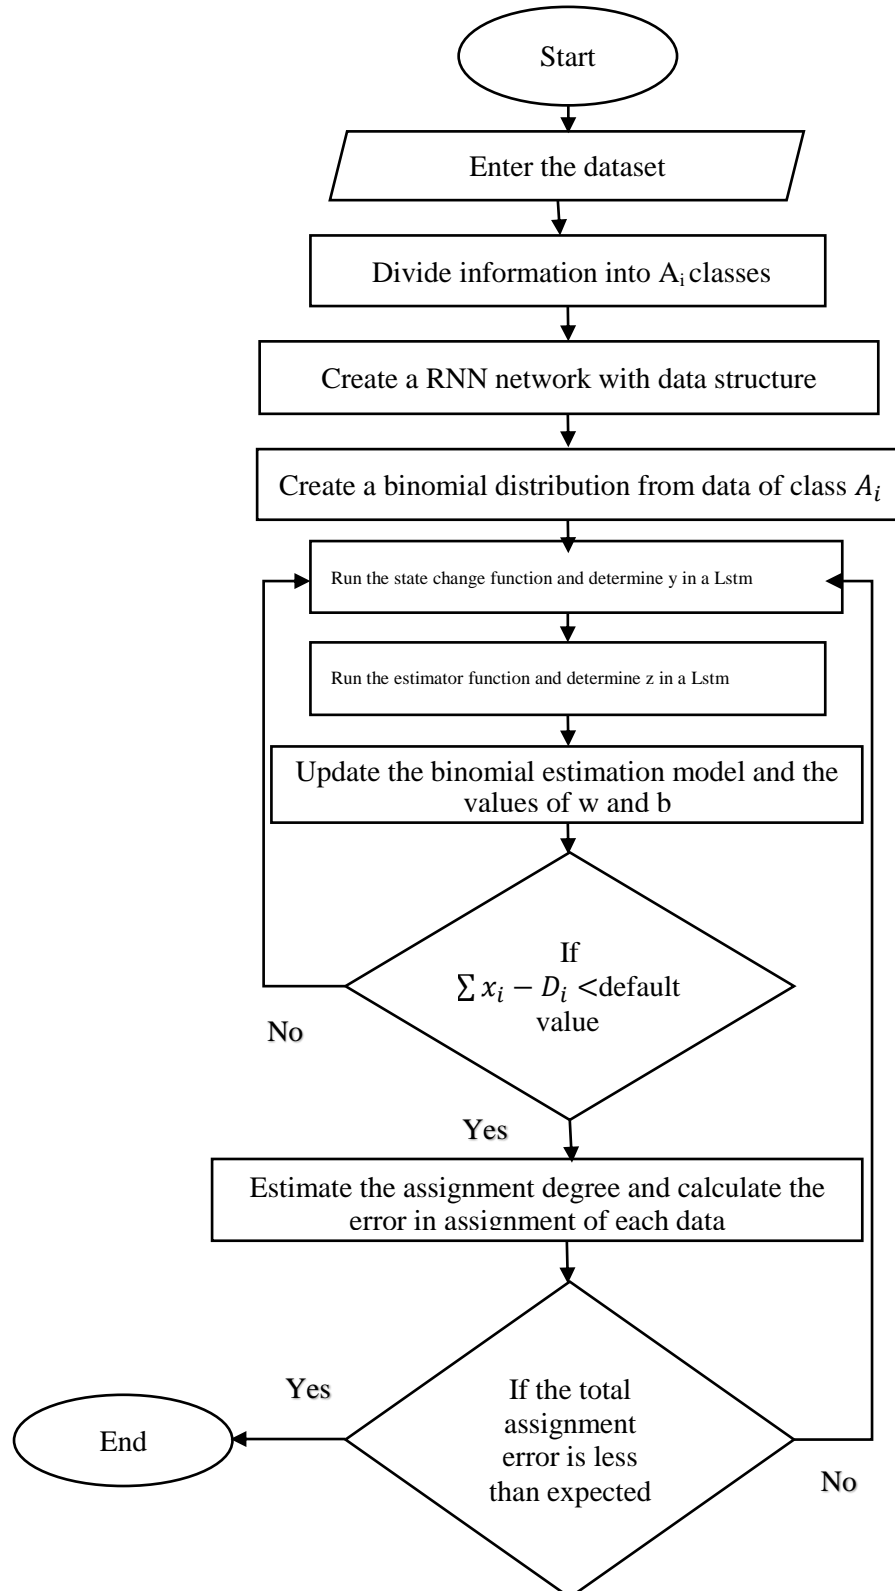 Start
Enter the dataset
Divide information into Aᵢ classes
Create a RNN network with data structure
Create a binomial distribution from data of class 𝐴𝑖
Run the state change function and determine y in a Lstm
Run the estimator function and determine z in a Lstm
Update the binomial estimation model and the
values of w and b
If
∑ 𝑥𝑖 − 𝐷𝑖 <default
value
No
Yes
Estimate the assignment degree and calculate the
error in assignment of each data
Yes
If the total
assignment
error is less
than expected
End
No